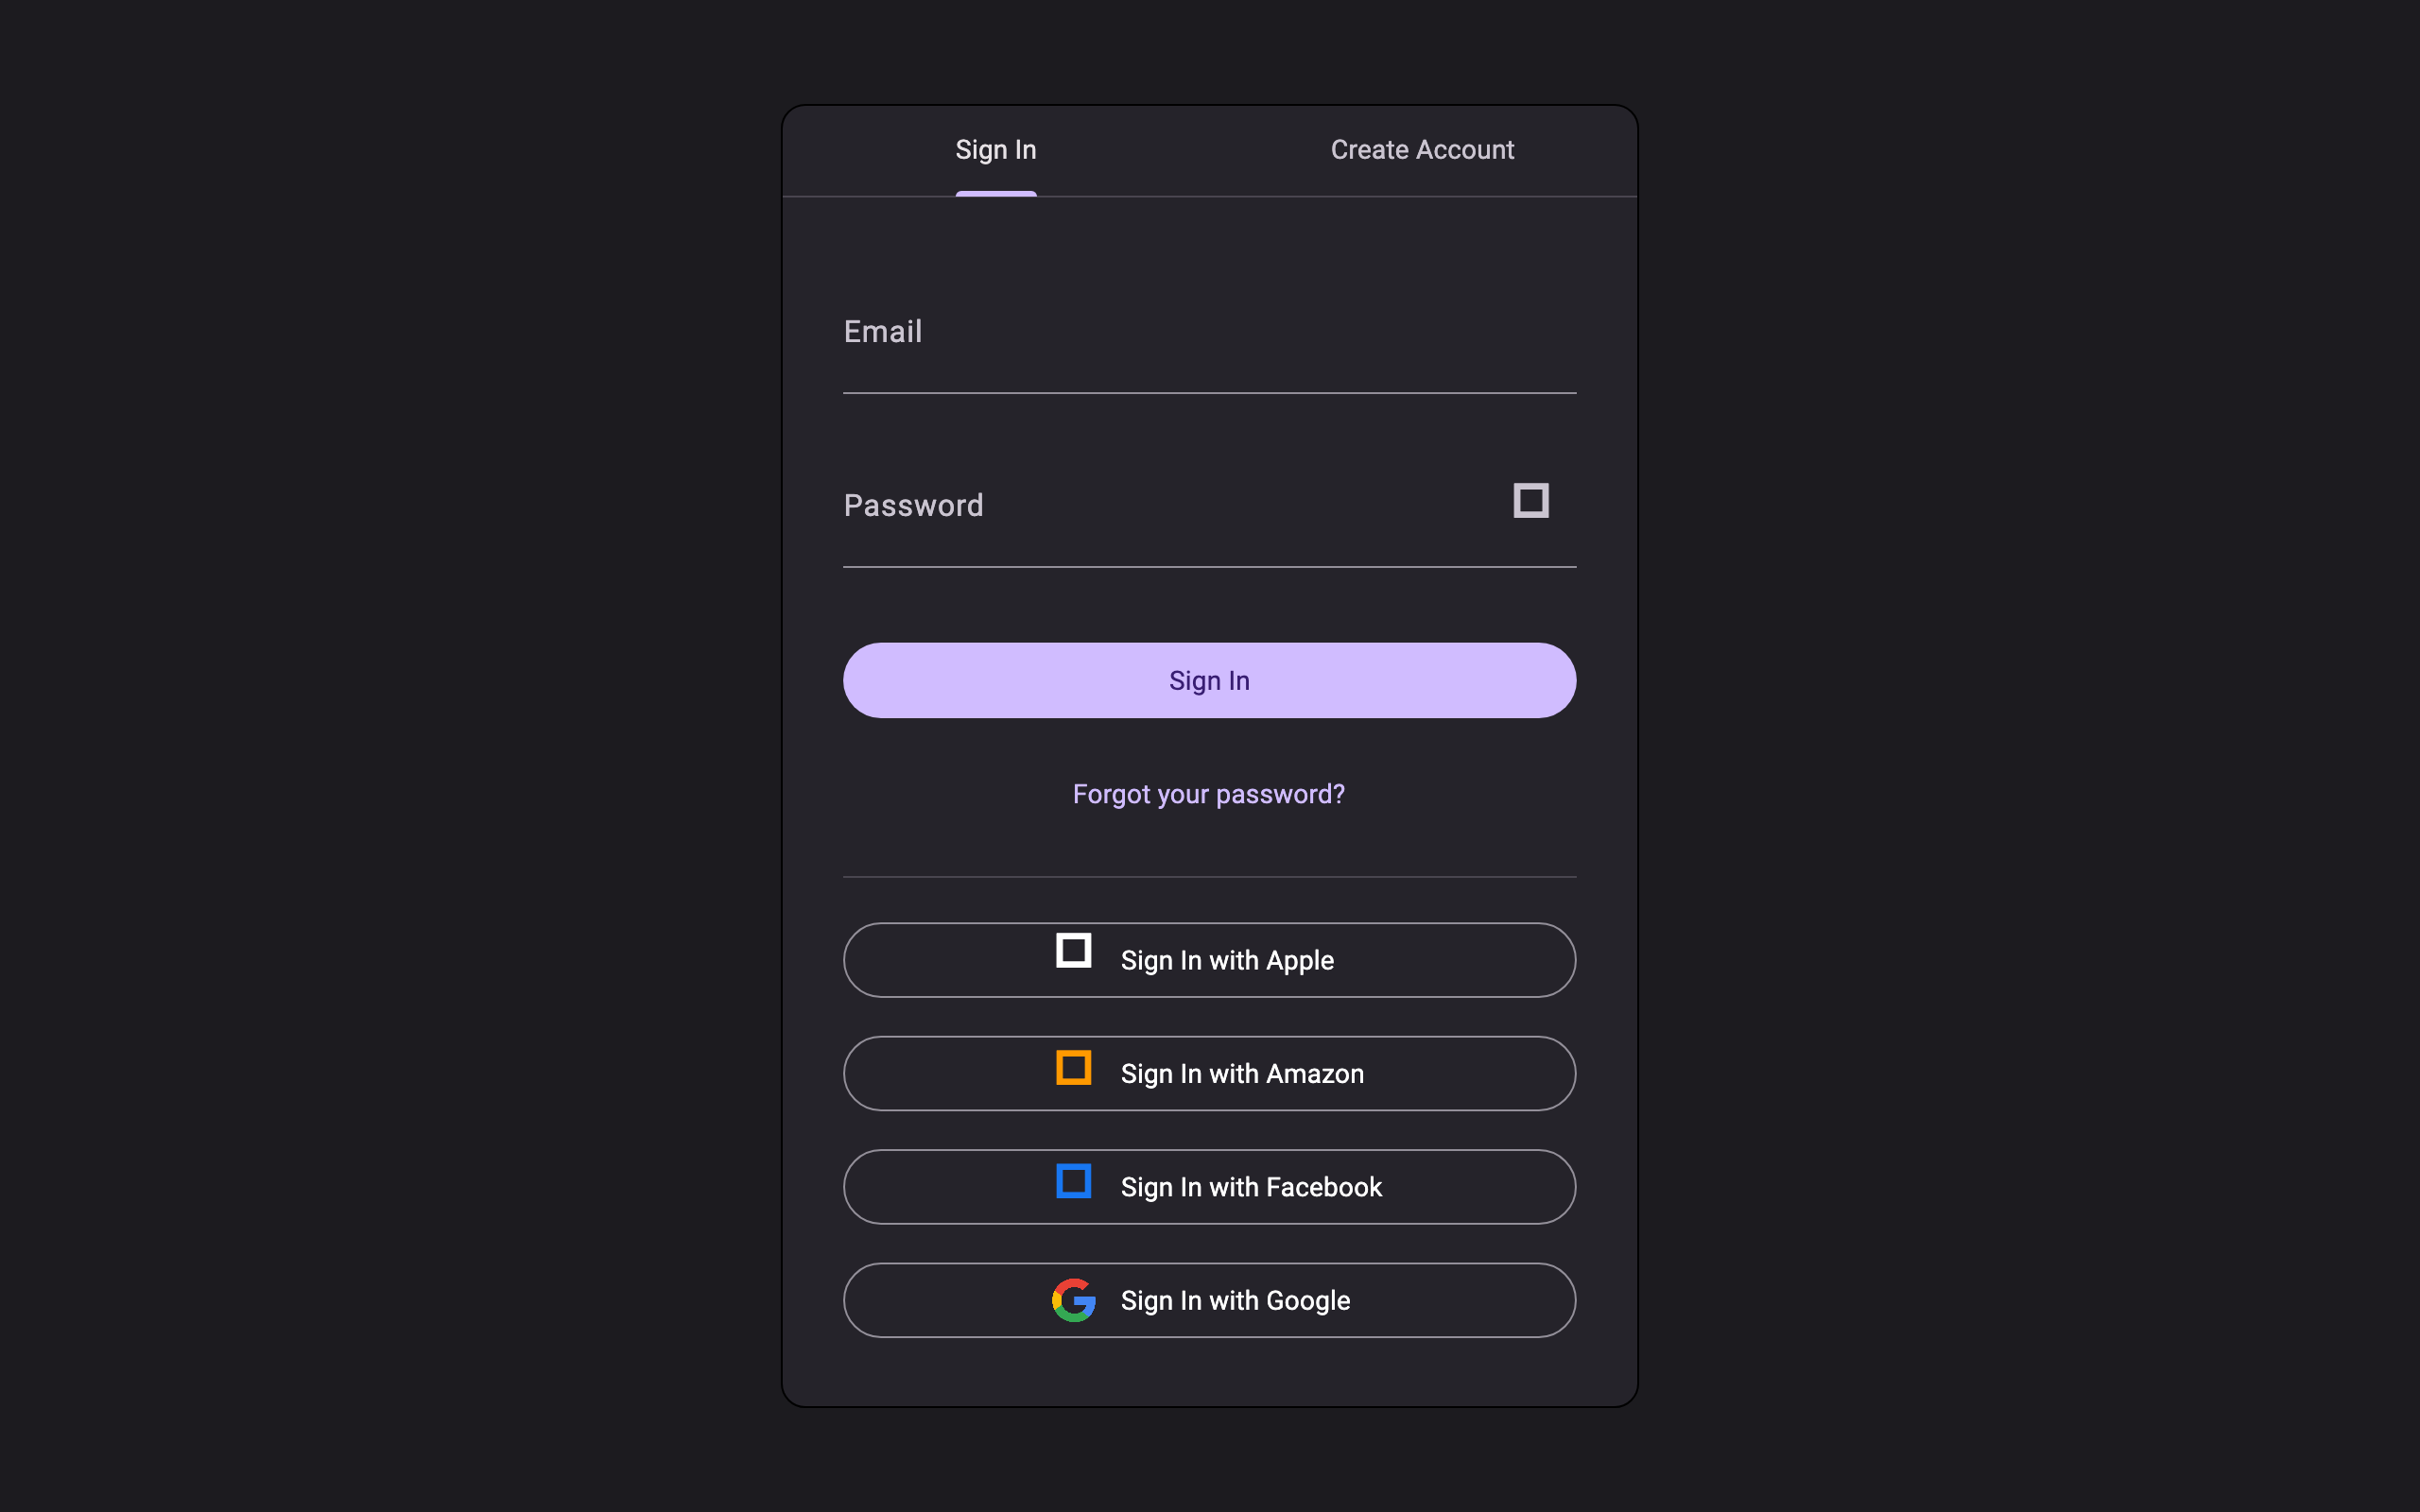 Sign In
Create Account
Email
Password
Sign In
Forgot your password?
Sign In with Apple
Sign In with Amazon
Sign In with Facebook
Sign In with Google